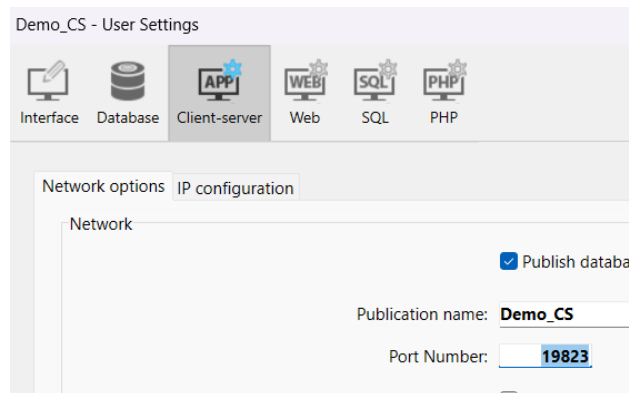 Demo_CS - User Settings
APP WEB SQL PHP
Interface Database Client-server Web SQL PHP
Network options IP configuration
Network
Publish databa
Publication name: Demo_CS
Port Number: 19823